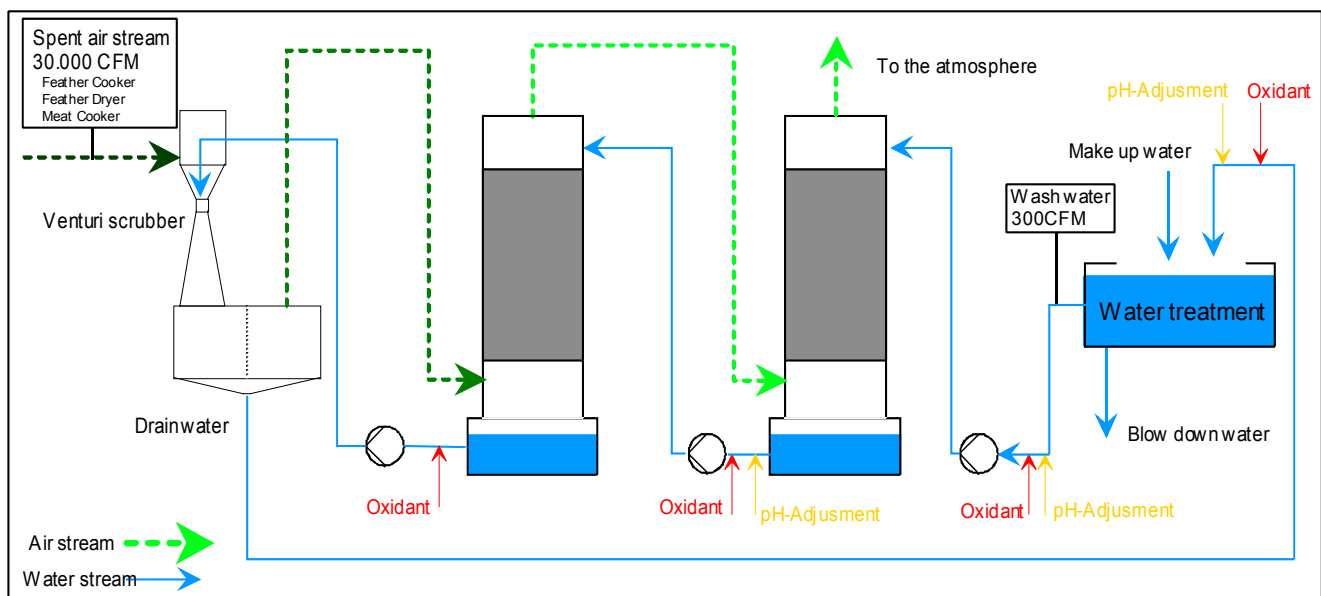 Spent air stream
30.000 CFM
Feather Cooker
Feather Dryer
Meat Cooker
To the atmosphere
pH-Adjusment
Oxidant
Make up water
Wash water
300CFM
Venturi scrubber
Water treatment
Drainwater
Blow down water
Oxidant
Oxidant
pH-Adjusment
Oxidant
pH-Adjusment
Air stream
Water stream